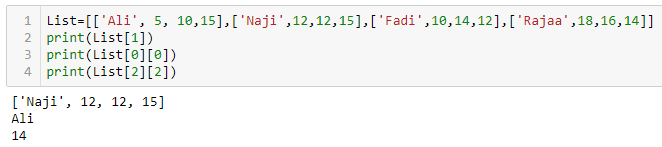 1 List=[['Ali', 5, 10,15],['Naji',12,12,15],['Fadi',10,14,12],['Rajaa',18,16,14]]
2 print(List[1])
3 print(List[0][0])
4 print(List[2][2])
['Naji', 12, 12, 15]
Ali
14